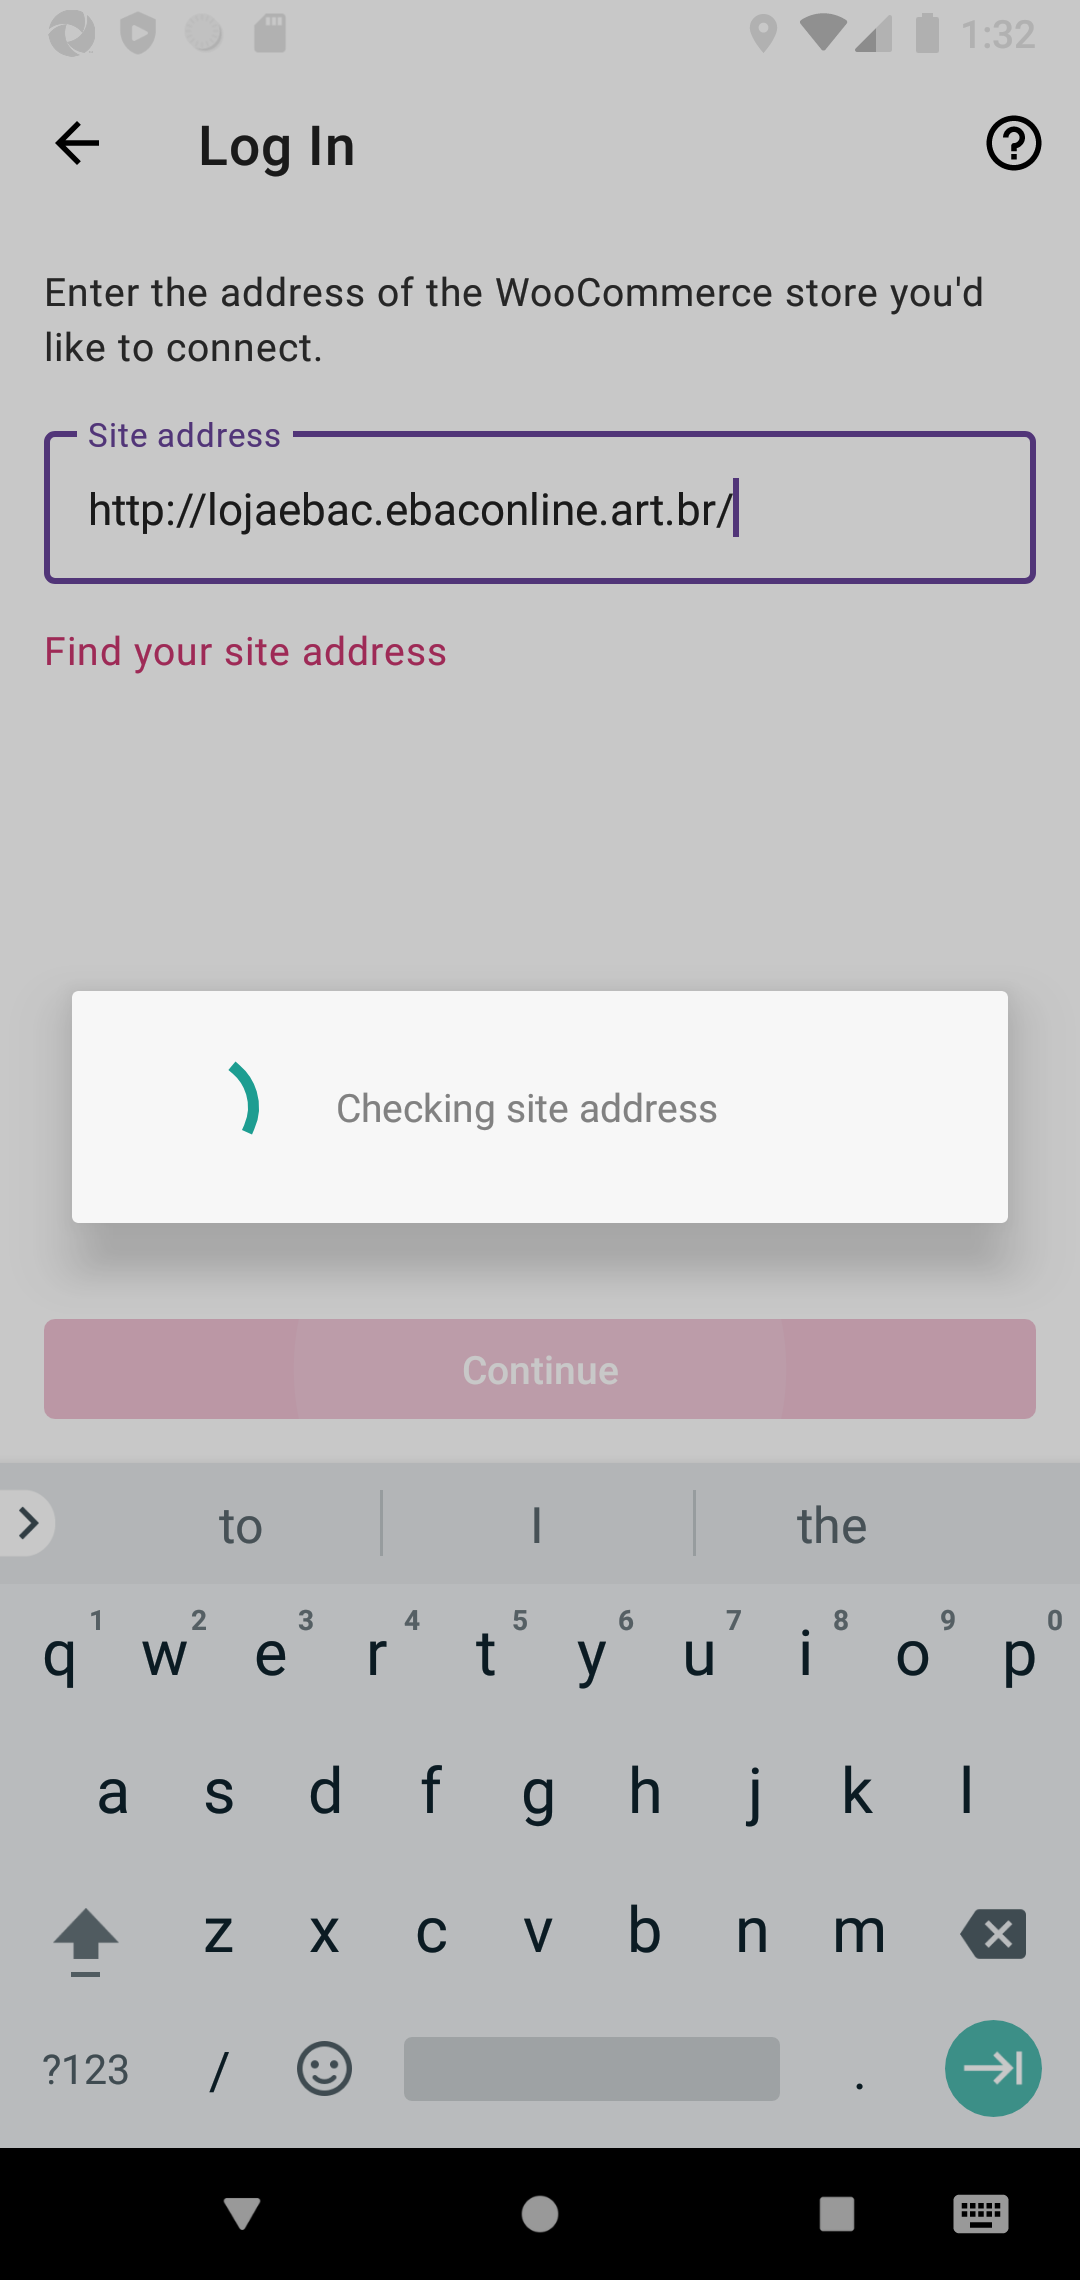 1:32
Log In
Enter the address of the WooCommerce store you'd
like to connect.
Site address
http://lojaebac.ebaconline.art.br/
Find your site address
Checking site address
Continue
to I the
1 2 3 4 5 6 7 8 9 0
q w e r t y u i o p
a s d f g h j k l
z x c v b n m
?123 / .